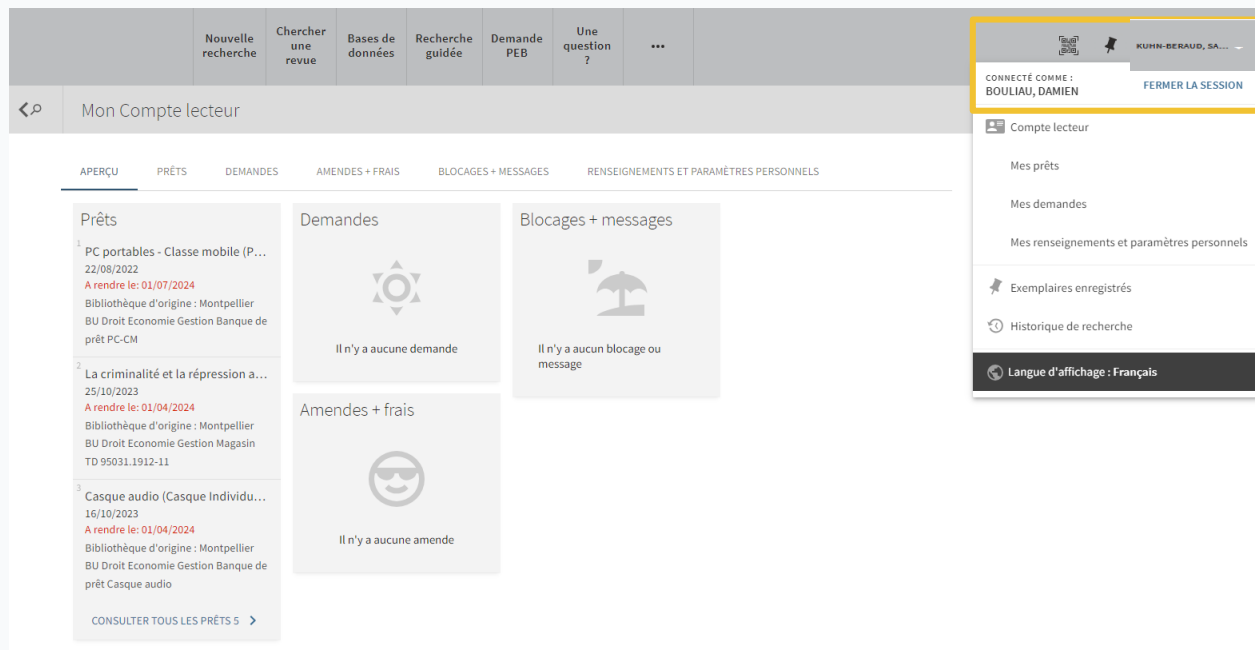 Nouvelle
recherche
Chercher
une
revue
Bases de
données
Recherche
guidée
Demande
PEB
Une
question
?
•••
KUHN-BERAUD, SA...
CONNECTÉ COMME :
BOULIAU, DAMIEN
FERMER LA SESSION
Mon Compte lecteur
Compte lecteur
Mes prêts
Mes demandes
Mes renseignements et paramètres personnels
Exemplaires enregistrés
Historique de recherche
Langue d'affichage : Français
APERÇU
PRÊTS
DEMANDES
AMENDES + FRAIS
BLOCAGES + MESSAGES
RENSEIGNEMENTS ET PARAMÈTRES PERSONNELS
Prêts
1
PC portables - Classe mobile (P...
22/08/2022
A rendre le: 01/07/2024
Bibliothèque d'origine : Montpellier
BU Droit Economie Gestion Banque de
prêt PC-CM
2
La criminalité et la répression a...
25/10/2023
A rendre le: 01/04/2024
Bibliothèque d'origine : Montpellier
BU Droit Economie Gestion Magasin
TD 95031.1912-11
3
Casque audio (Casque Individu...
16/10/2023
A rendre le: 01/04/2024
Bibliothèque d'origine : Montpellier
BU Droit Economie Gestion Banque de
prêt Casque audio
CONSULTER TOUS LES PRÊTS 5
Demandes
Il n'y a aucune demande
Amendes + frais
Il n'y a aucune amende
Blocages + messages
Il n'y a aucun blocage ou
message